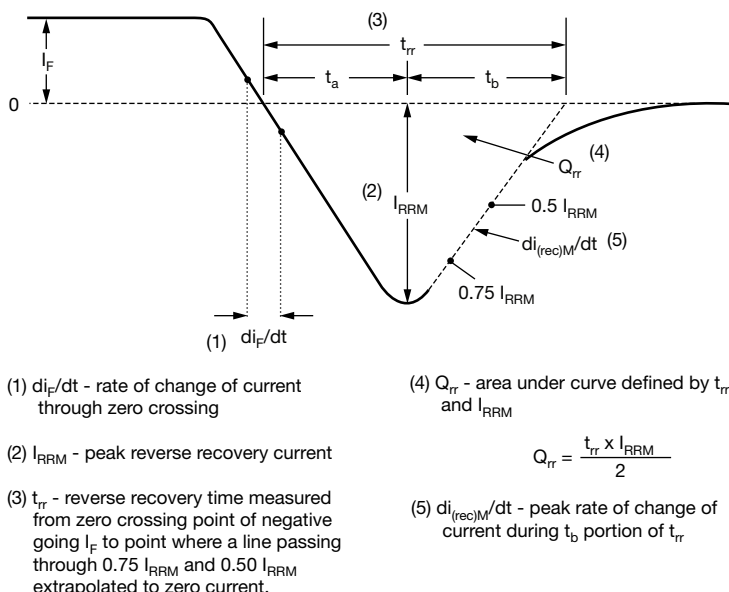 (3)
t_rr
I_F
t_a t_b
0
(2) I_RRM
Q_rr (4)
0.5 I_RRM
di_(rec)M/dt (5)
0.75 I_RRM
(1) di_F/dt
(1) di_F/dt - rate of change of current
through zero crossing
(2) I_RRM - peak reverse recovery current
(3) t_rr - reverse recovery time measured
from zero crossing point of negative
going I_F to point where a line passing
through 0.75 I_RRM and 0.50 I_RRM
extrapolated to zero current.
(4) Q_rr - area under curve defined by t_rr
and I_RRM
Q_rr = t_rr x I_RRM
2
(5) di_(rec)M/dt - peak rate of change of
current during t_b portion of t_rr